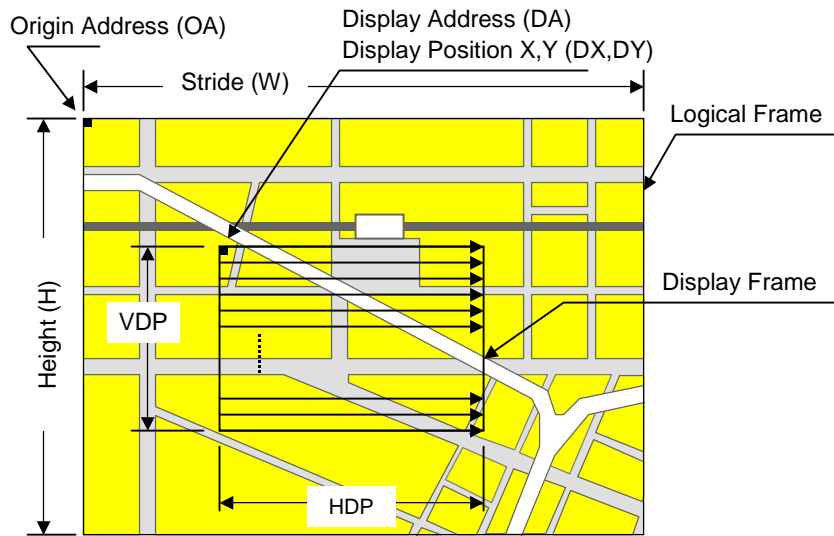 Origin Address (OA)
Display Address (DA)
Display Position X,Y (DX,DY)
Stride (W)
Logical Frame
Height (H)
VDP
Display Frame
HDP